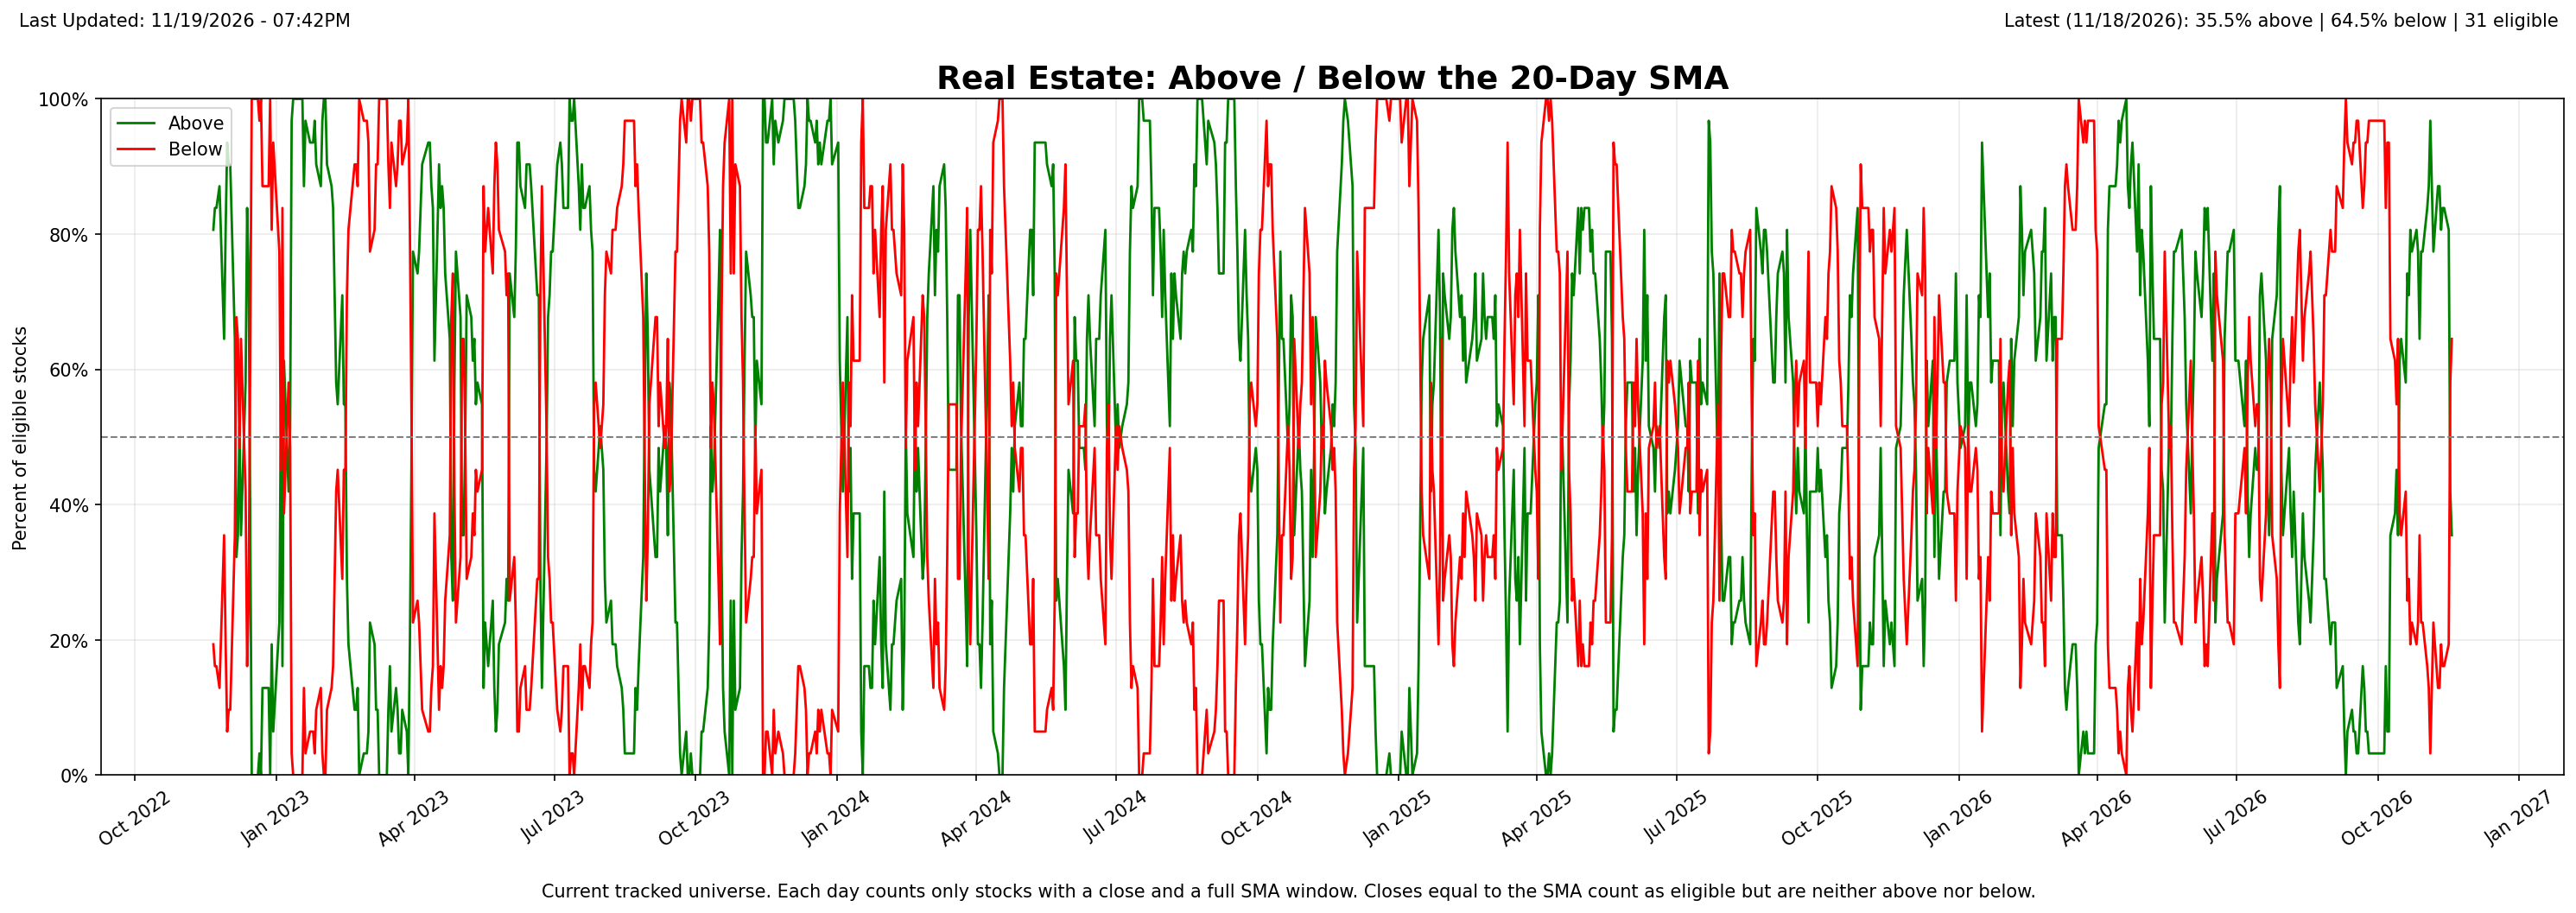 Last Updated: 11/19/2026 - 07:42PM
Latest (11/18/2026): 35.5% above | 64.5% below | 31 eligible
Real Estate: Above / Below the 20-Day SMA
Above
Below
Percent of eligible stocks
100%
80%
60%
40%
20%
0%
Oct 2022
Jan 2023
Apr 2023
Jul 2023
Oct 2023
Jan 2024
Apr 2024
Jul 2024
Oct 2024
Jan 2025
Apr 2025
Jul 2025
Oct 2025
Jan 2026
Apr 2026
Jul 2026
Oct 2026
Jan 2027
Current tracked universe. Each day counts only stocks with a close and a full SMA window. Closes equal to the SMA count as eligible but are neither above nor below.